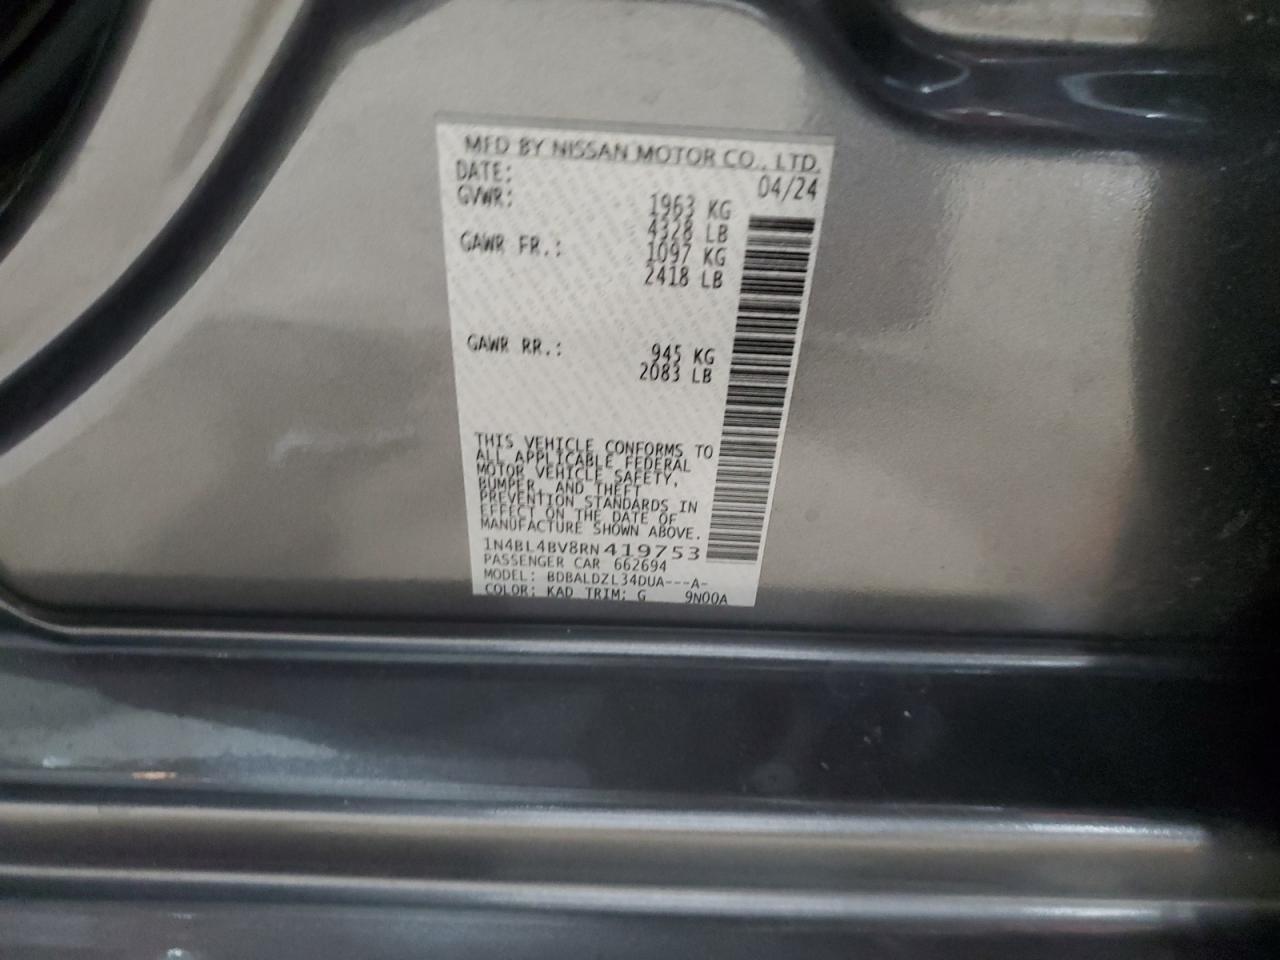 MFD BY NISSAN MOTOR CO., LTD.
DATE: 04/24
GVWR: 1963 KG
4328 LB
GAWR FR.: 1097 KG
2418 LB
GAWR RR.: 945 KG
2083 LB
THIS VEHICLE CONFORMS TO
ALL APPLICABLE FEDERAL
MOTOR VEHICLE SAFETY,
BUMPER, AND THEFT
PREVENTION STANDARDS IN
EFFECT ON THE DATE OF
MANUFACTURE SHOWN ABOVE.
1N4BL4BV8RN419753
PASSENGER CAR 662694
MODEL: BDBALDZL34DUA---A-
COLOR: KAD TRIM: G 9N00A